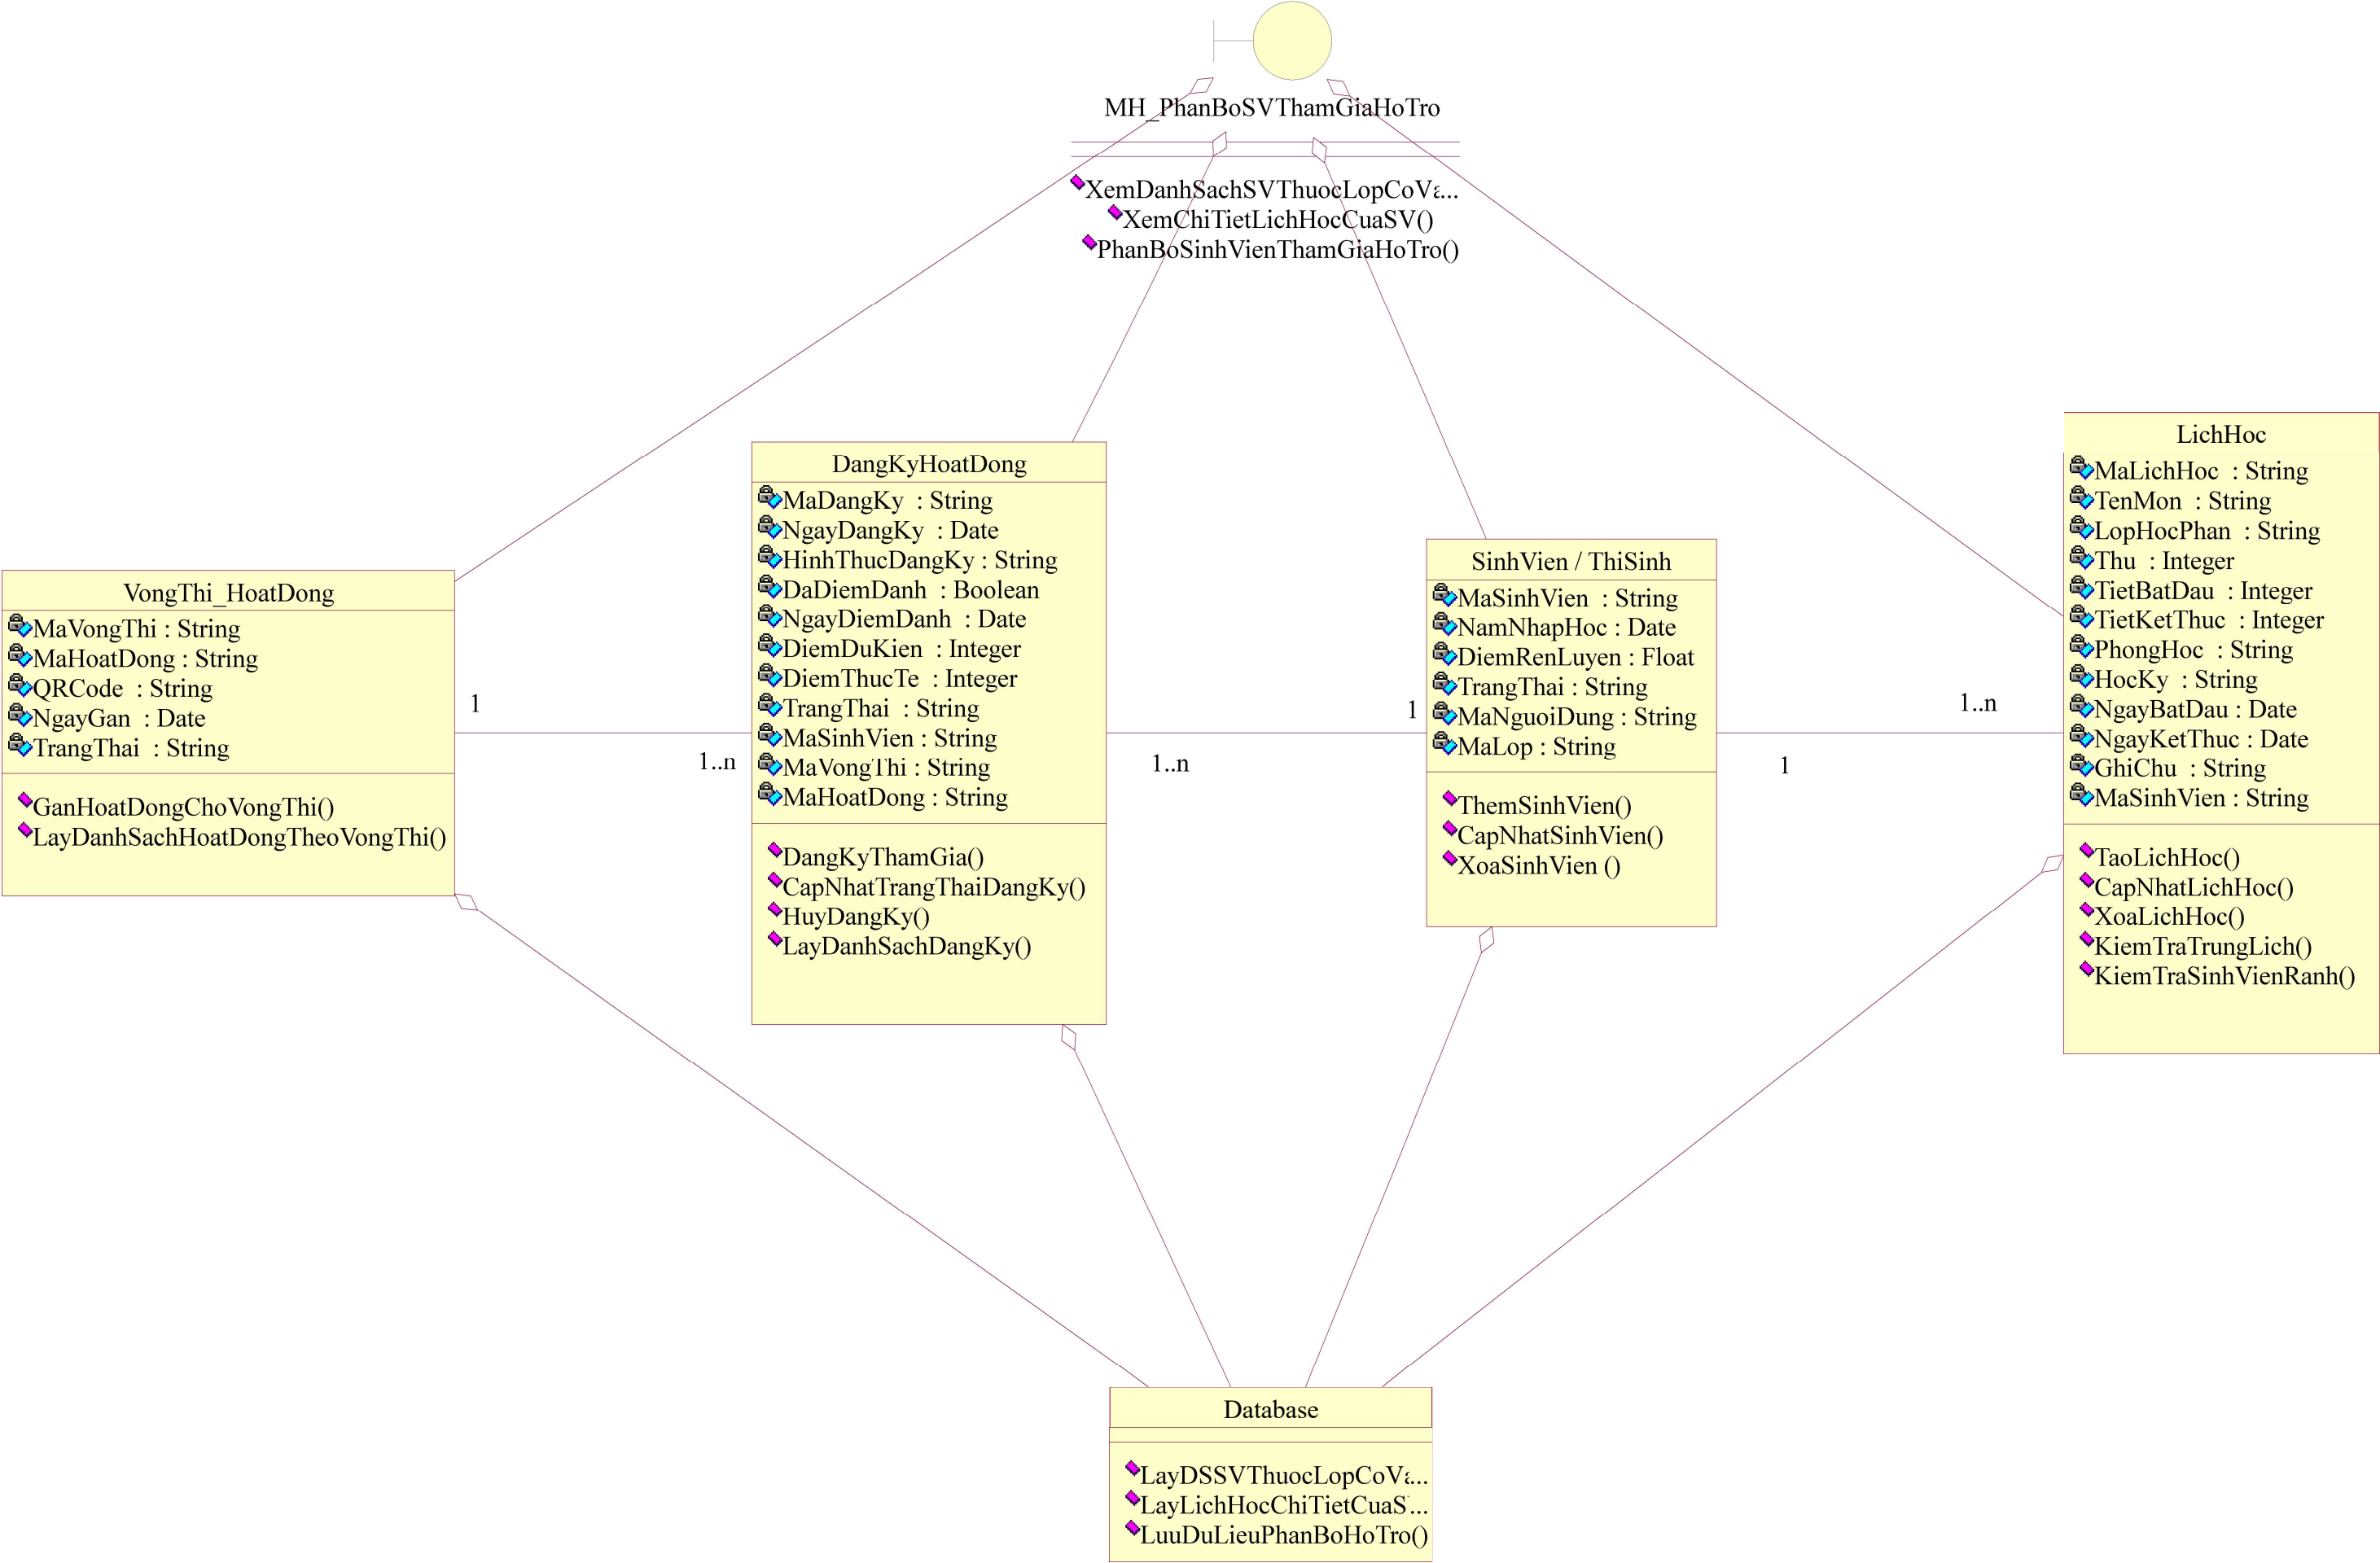 MH_PhanBoSVThamGiaHoTro
XemDanhSachSVThuocLopCoVa...
XemChiTietLichHocCuaSV()
PhanBoSinhVienThamGiaHoTro()
VongThi_HoatDong
MaVongThi : String
MaHoatDong : String
QRCode : String
NgayGan : Date
TrangThai : String
GanHoatDongChoVongThi()
LayDanhSachHoatDongTheoVongThi()
1
1..n
DangKyHoatDong
MaDangKy : String
NgayDangKy : Date
HinhThucDangKy : String
DaDiemDanh : Boolean
NgayDiemDanh : Date
DiemDuKien : Integer
DiemThucTe : Integer
TrangThai : String
MaSinhVien : String
MaVongThi : String
MaHoatDong : String
DangKyThamGia()
CapNhatTrangThaiDangKy()
HuyDangKy()
LayDanhSachDangKy()
1..n
1
SinhVien / ThiSinh
MaSinhVien : String
NamNhapHoc : Date
DiemRenLuyen : Float
TrangThai : String
MaNguoiDung : String
MaLop : String
ThemSinhVien()
CapNhatSinhVien()
XoaSinhVien ()
1
1..n
LichHoc
MaLichHoc : String
TenMon : String
LopHocPhan : String
Thu : Integer
TietBatDau : Integer
TietKetThuc : Integer
PhongHoc : String
HocKy : String
NgayBatDau : Date
NgayKetThuc : Date
GhiChu : String
MaSinhVien : String
TaoLichHoc()
CapNhatLichHoc()
XoaLichHoc()
KiemTraTrungLich()
KiemTraSinhVienRanh()
Database
LayDSSVThuocLopCoVa...
LayLichHocChiTietCuaS...
LuuDuLieuPhanBoHoTro()